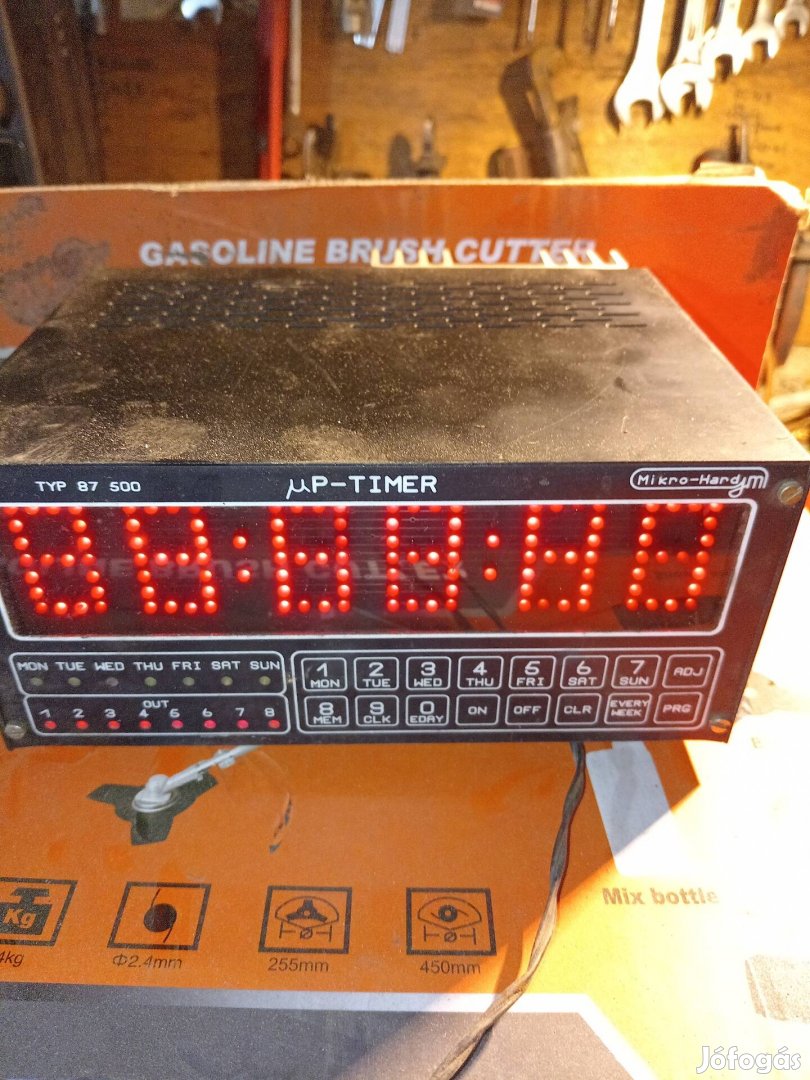 GASOLINE BRUSH CUTTER
TYP 87 500
µP-TIMER
Mikro-Hard
MON TUE WED THU FRI SAT SUN
OUT
1 2 3 4 5 6 7 8
1 MON 2 TUE 3 WED 4 THU 5 FRI 6 SAT 7 SUN ADJ
8 MEM 9 CLK 0 EDAY ON OFF CLR EVERY WEEK PRG
Mix bottle
Kg
4kg
Φ2.4mm
255mm
450mm
Jófogás